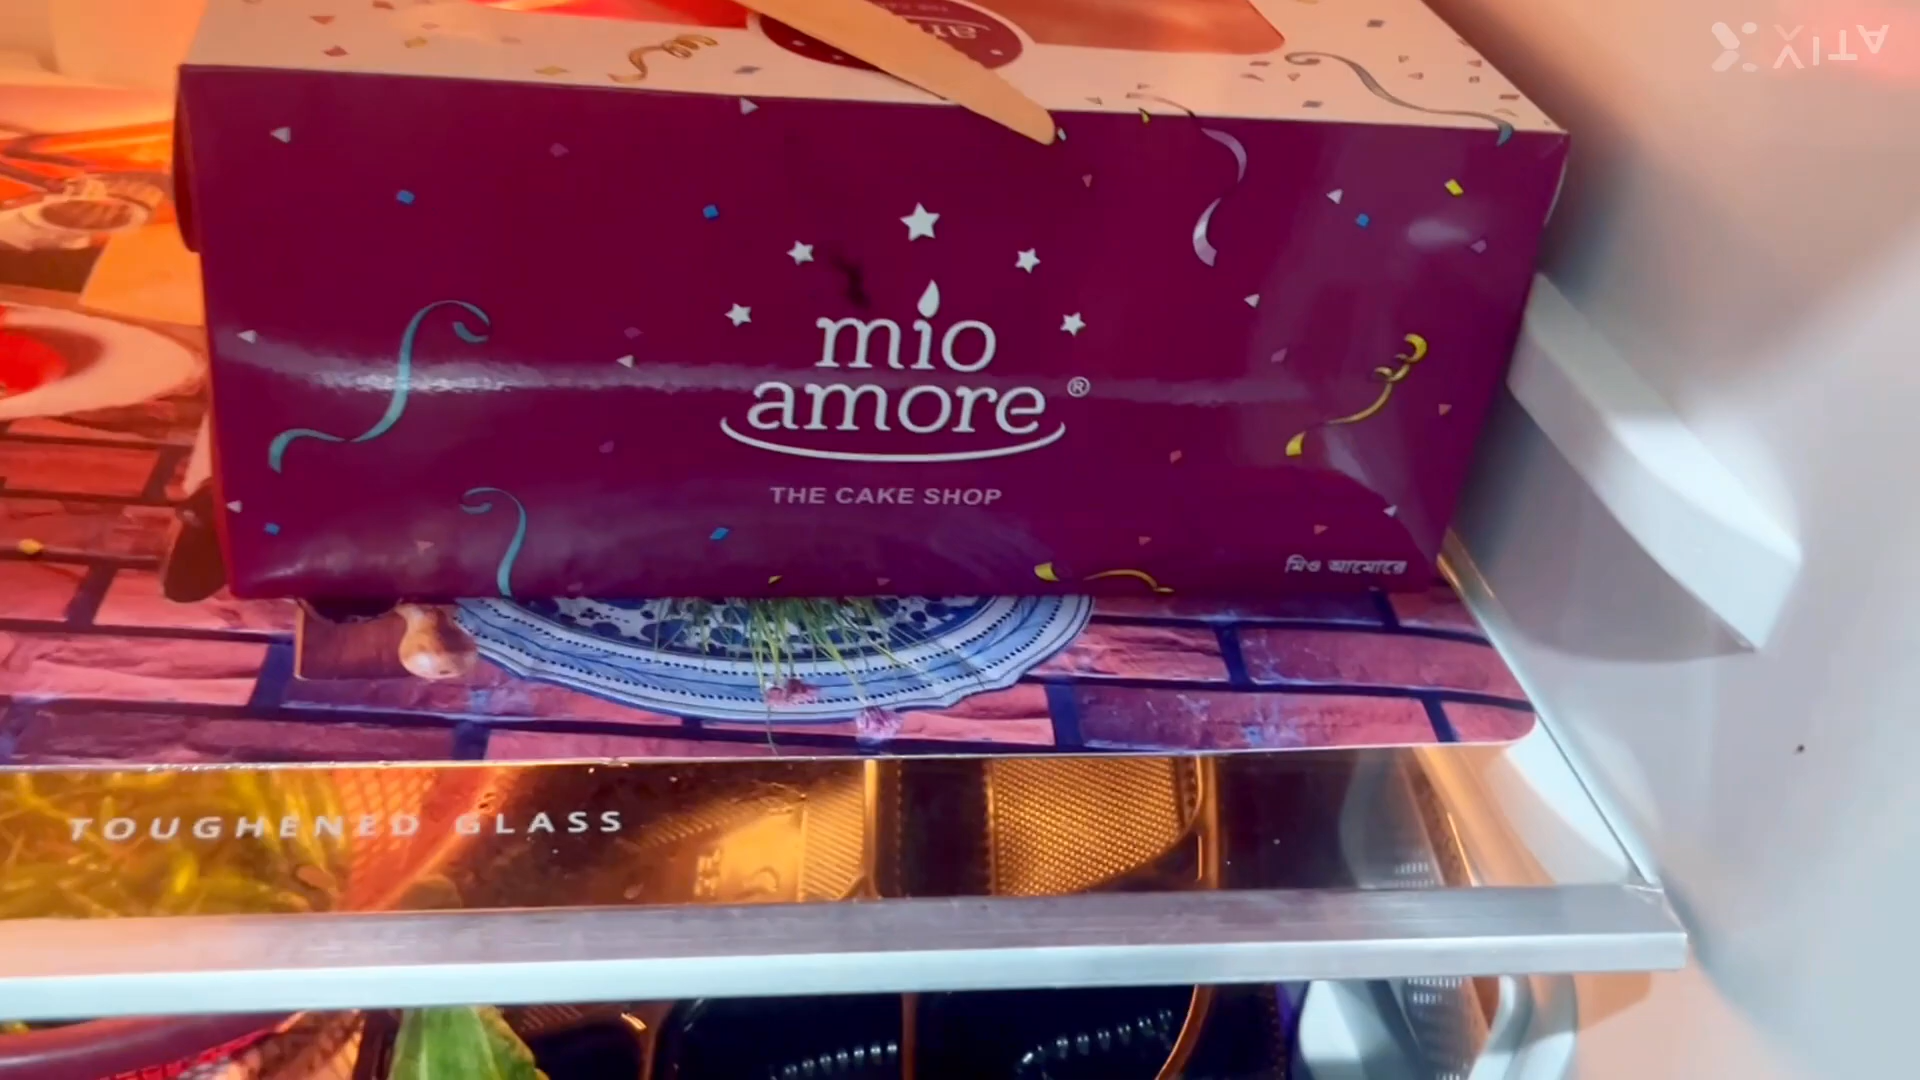 mio
amore ®
THE CAKE SHOP
মিও আমোরে
TOUGHENED GLASS